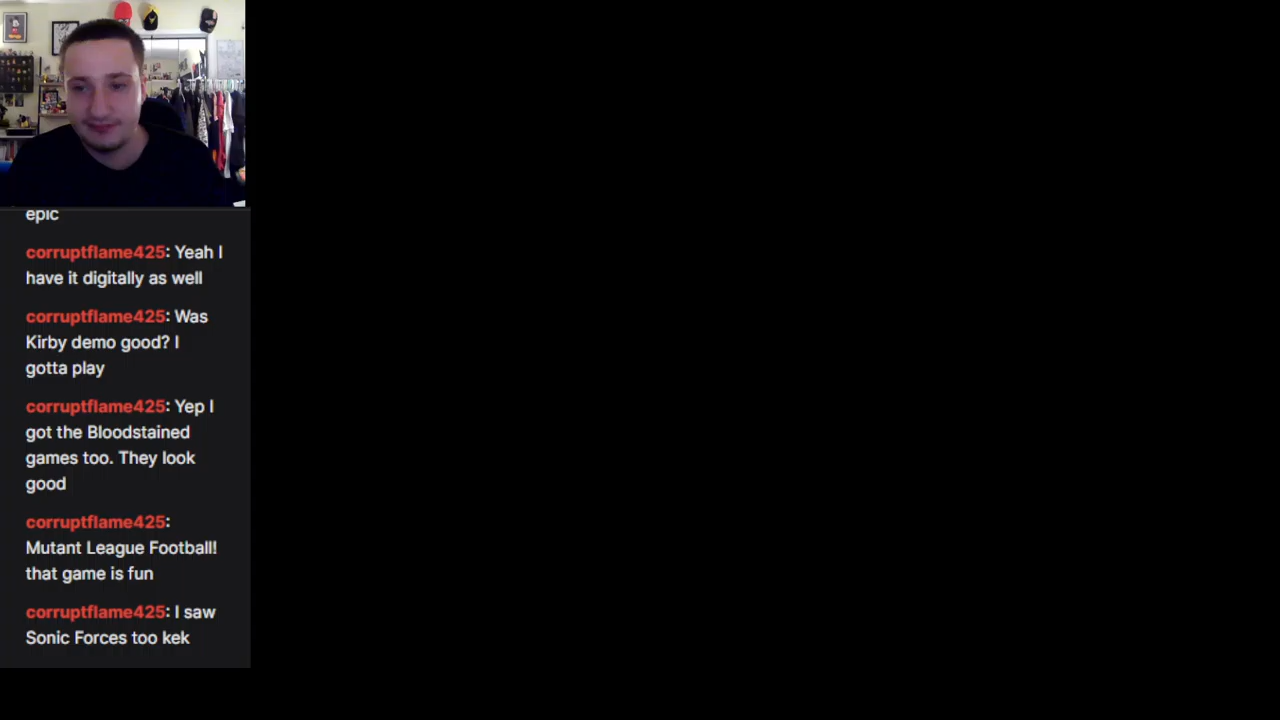 epic
corruptflame425: Yeah I
have it digitally as well
corruptflame425: Was
Kirby demo good? I
gotta play
corruptflame425: Yep I
got the Bloodstained
games too. They look
good
corruptflame425:
Mutant League Football!
that game is fun
corruptflame425: I saw
Sonic Forces too kek